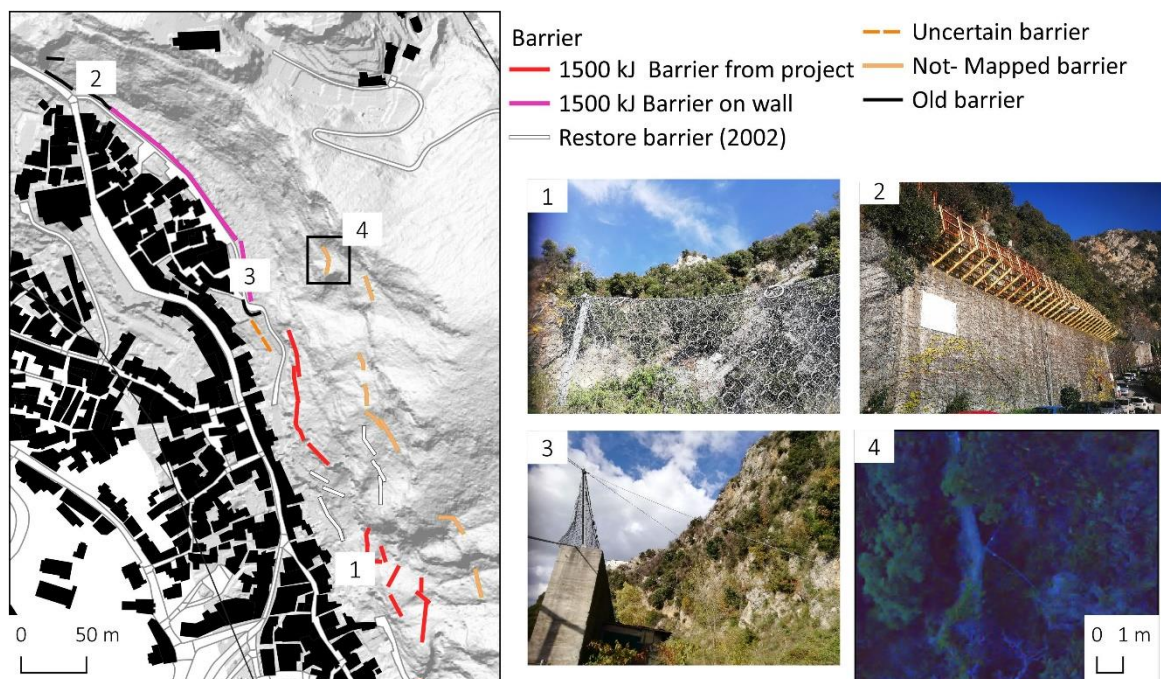 2
4
3
1
0 50 m
Barrier
1500 kJ Barrier from project
1500 kJ Barrier on wall
Restore barrier (2002)
Uncertain barrier
Not- Mapped barrier
Old barrier
1
2
3
4
0 1 m